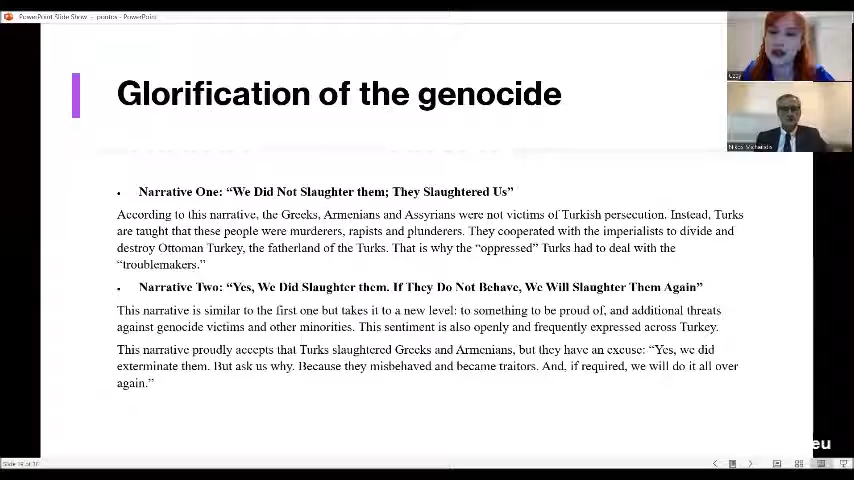 PowerPoint Slide Show - pontos - PowerPoint
Glorification of the genocide
• Narrative One: “We Did Not Slaughter them; They Slaughtered Us”
According to this narrative, the Greeks, Armenians and Assyrians were not victims of Turkish persecution. Instead, Turks
are taught that these people were murderers, rapists and plunderers. They cooperated with the imperialists to divide and
destroy Ottoman Turkey, the fatherland of the Turks. That is why the “oppressed” Turks had to deal with the
“troublemakers.”
• Narrative Two: “Yes, We Did Slaughter them. If They Do Not Behave, We Will Slaughter Them Again”
This narrative is similar to the first one but takes it to a new level: to something to be proud of, and additional threats
against genocide victims and other minorities. This sentiment is also openly and frequently expressed across Turkey.
This narrative proudly accepts that Turks slaughtered Greeks and Armenians, but they have an excuse: “Yes, we did
exterminate them. But ask us why. Because they misbehaved and became traitors. And, if required, we will do it all over
again.”
Uzay
Nikos Michailidis
eu